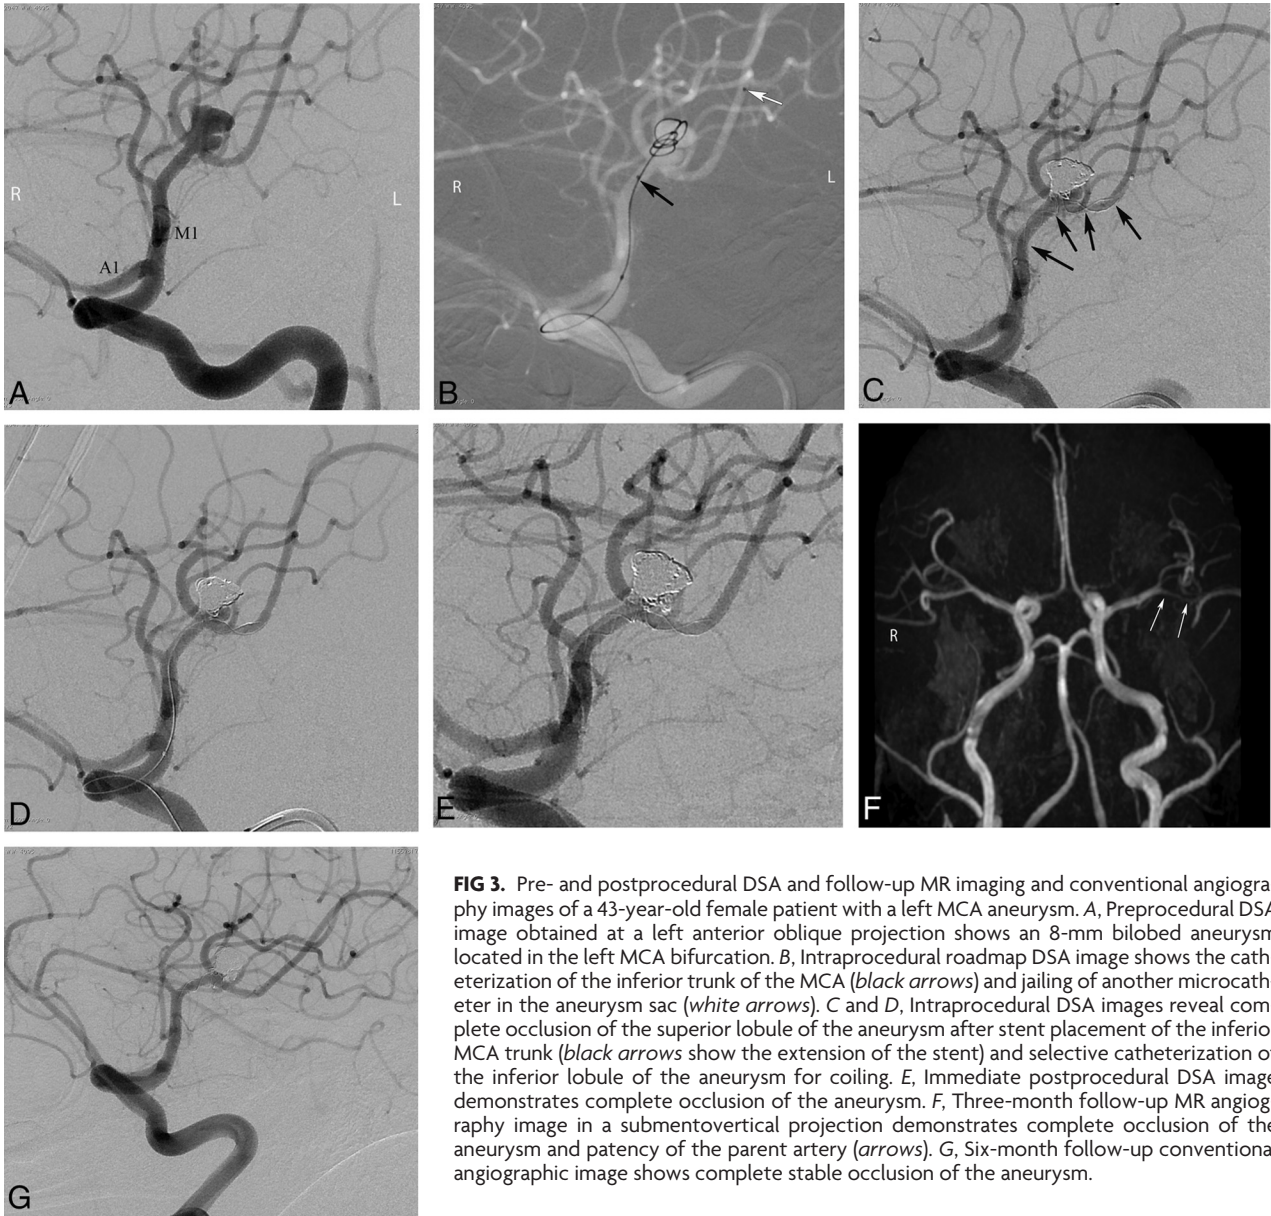 R
L
M1
A1
A
R
L
B
C
D
E
R
F
G
FIG 3. Pre- and postprocedural DSA and follow-up MR imaging and conventional angiogra-
phy images of a 43-year-old female patient with a left MCA aneurysm. A, Preprocedural DSA
image obtained at a left anterior oblique projection shows an 8-mm bilobed aneurysm
located in the left MCA bifurcation. B, Intraprocedural roadmap DSA image shows the cath-
eterization of the inferior trunk of the MCA (black arrows) and jailing of another microcath-
eter in the aneurysm sac (white arrows). C and D, Intraprocedural DSA images reveal com-
plete occlusion of the superior lobule of the aneurysm after stent placement of the inferio
MCA trunk (black arrows show the extension of the stent) and selective catheterization o
the inferior lobule of the aneurysm for coiling. E, Immediate postprocedural DSA image
demonstrates complete occlusion of the aneurysm. F, Three-month follow-up MR angiog-
raphy image in a submentovertical projection demonstrates complete occlusion of the
aneurysm and patency of the parent artery (arrows). G, Six-month follow-up conventiona
angiographic image shows complete stable occlusion of the aneurysm.